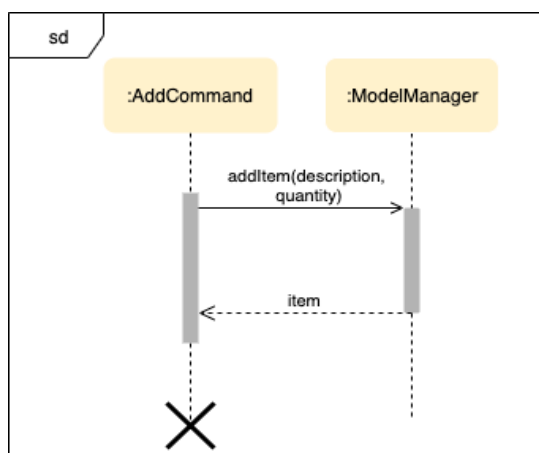 sd
:AddCommand
:ModelManager
addItem(description,
quantity)
item